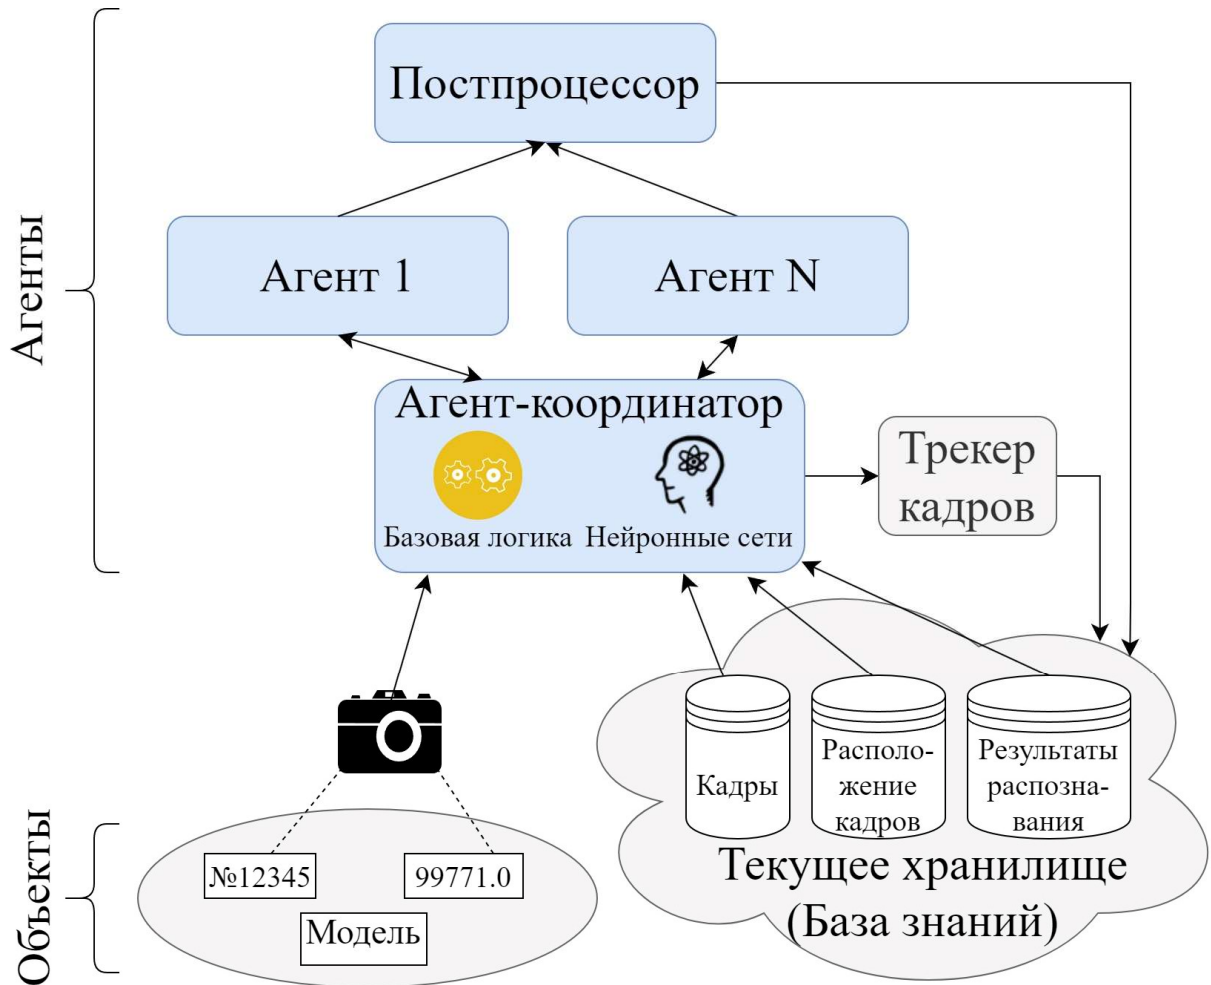 Агенты
Постпроцессор
Агент 1
Агент N
Агент-координатор
Базовая логика
Нейронные сети
Трекер
кадров
Объекты
№12345
99771.0
Модель
Кадры
Располо-
жение
кадров
Результаты
распозна-
вания
Текущее хранилище
(База знаний)